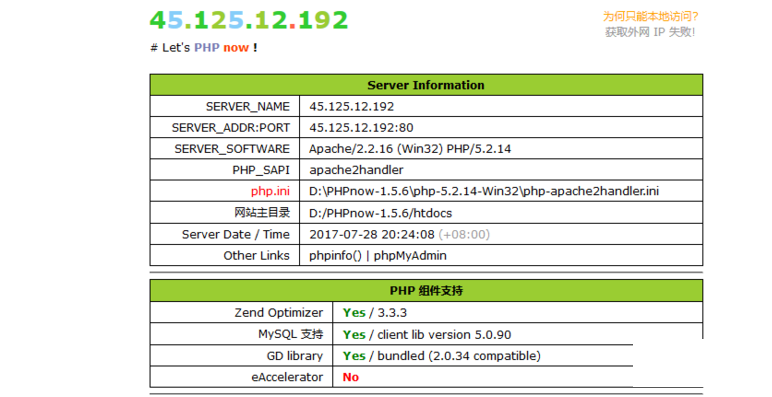 45.125.12.192
为何只能本地访问?
获取外网 IP 失败!
# Let's PHP now !
Server Information
SERVER_NAME 45.125.12.192
SERVER_ADDR:PORT 45.125.12.192:80
SERVER_SOFTWARE Apache/2.2.16 (Win32) PHP/5.2.14
PHP_SAPI apache2handler
php.ini D:\PHPnow-1.5.6\php-5.2.14-Win32\php-apache2handler.ini
网站主目录 D:/PHPnow-1.5.6/htdocs
Server Date / Time 2017-07-28 20:24:08 (+08:00)
Other Links phpinfo() | phpMyAdmin
PHP 组件支持
Zend Optimizer Yes / 3.3.3
MySQL 支持 Yes / client lib version 5.0.90
GD library Yes / bundled (2.0.34 compatible)
eAccelerator No